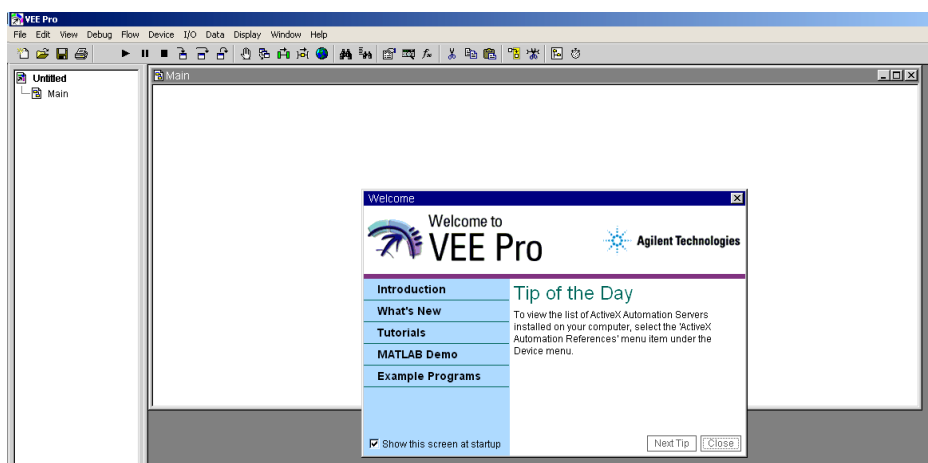 VEE Pro
File Edit View Debug Flow Device I/O Data Display Window Help
Untitled
Main
Main
Welcome
Welcome to
VEE Pro
Agilent Technologies
Introduction
What's New
Tutorials
MATLAB Demo
Example Programs
Show this screen at startup
Tip of the Day
To view the list of ActiveX Automation Servers
installed on your computer, select the 'ActiveX
Automation References' menu item under the
Device menu.
Next Tip Close